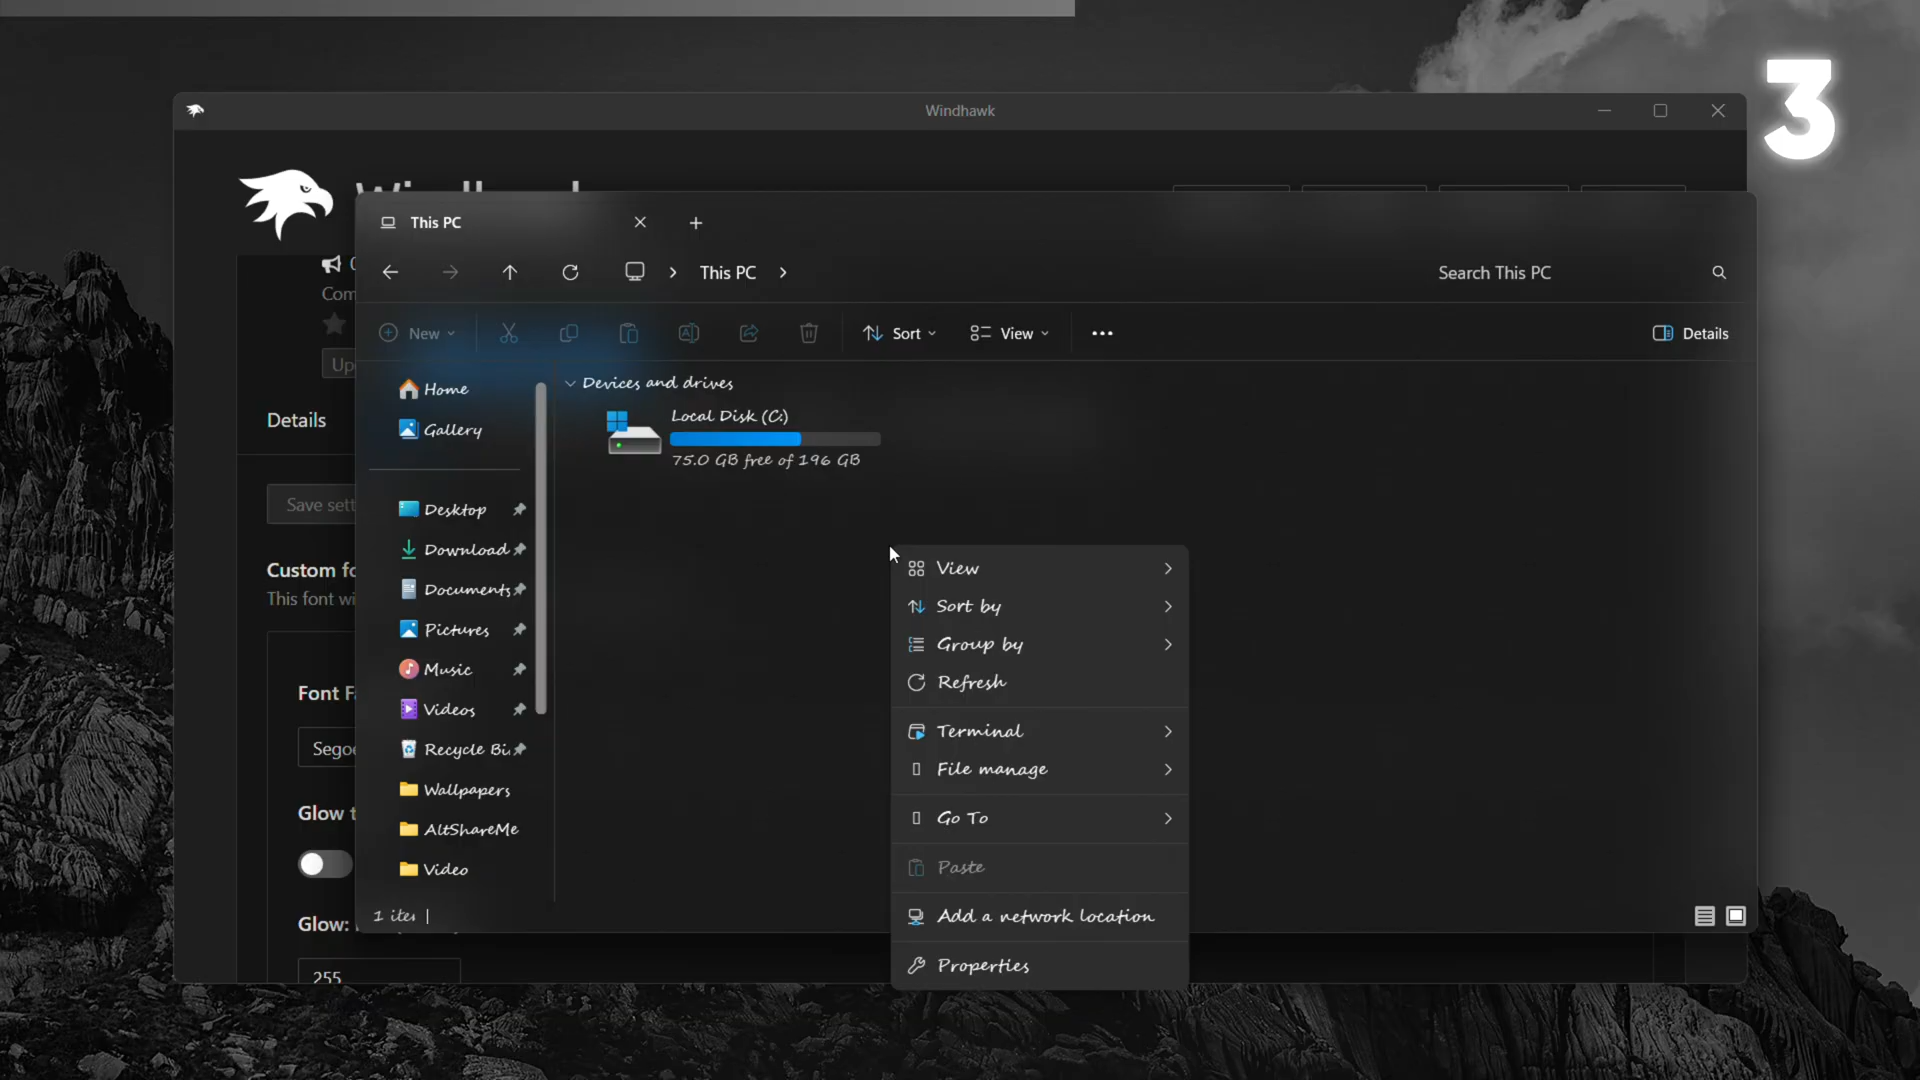 3
Windhawk
This PC
This PC
Search This PC
New
Sort
View
Details
Home
Gallery
Desktop
Download
Documents
Pictures
Music
Videos
Recycle Bi
Wallpapers
AltShareMe
Video
Devices and drives
Local Disk (C:)
75.0 GB free of 196 GB
1 ite
View
Sort by
Group by
Refresh
Terminal
File manage
Go To
Paste
Add a network location
Properties
Com
Up
Details
Save sett
Custom fo
This font wi
Font F
Segoe
Glow t
Glow:
255